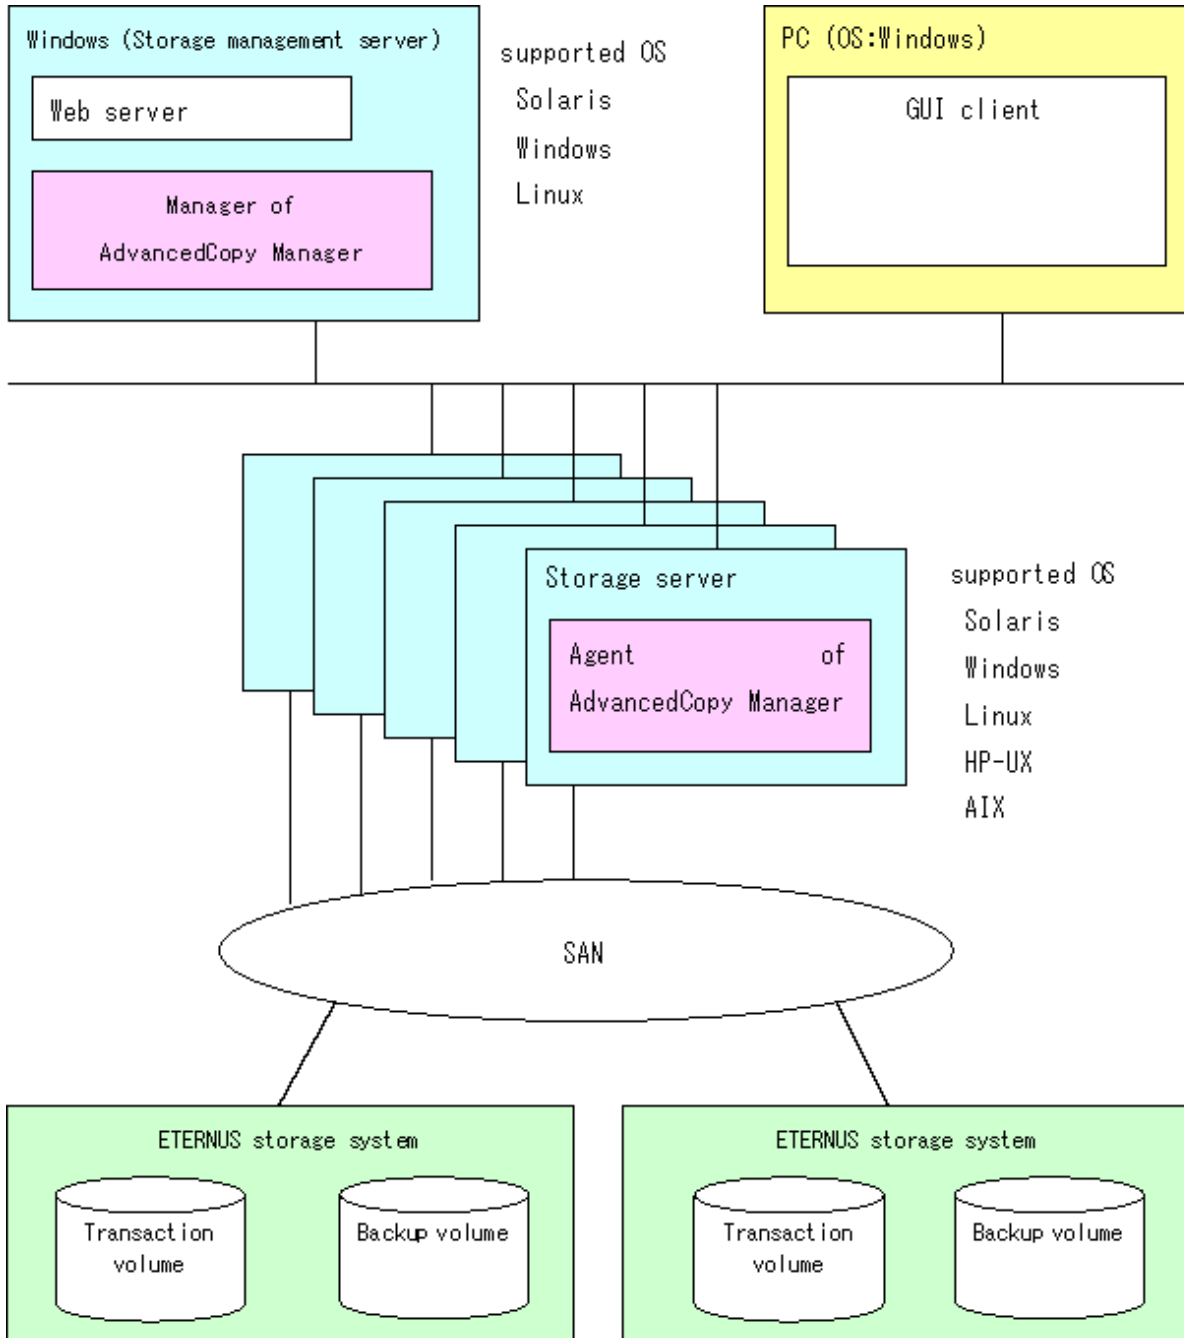 Windows (Storage management server)
Web server
Manager of
AdvancedCopy Manager
supported OS
Solaris
Windows
Linux
PC (OS:Windows)
GUI client
Storage server
Agent of
AdvancedCopy Manager
supported OS
Solaris
Windows
Linux
HP-UX
AIX
SAN
ETERNUS storage system
Transaction
volume
Backup volume
ETERNUS storage system
Transaction
volume
Backup volume